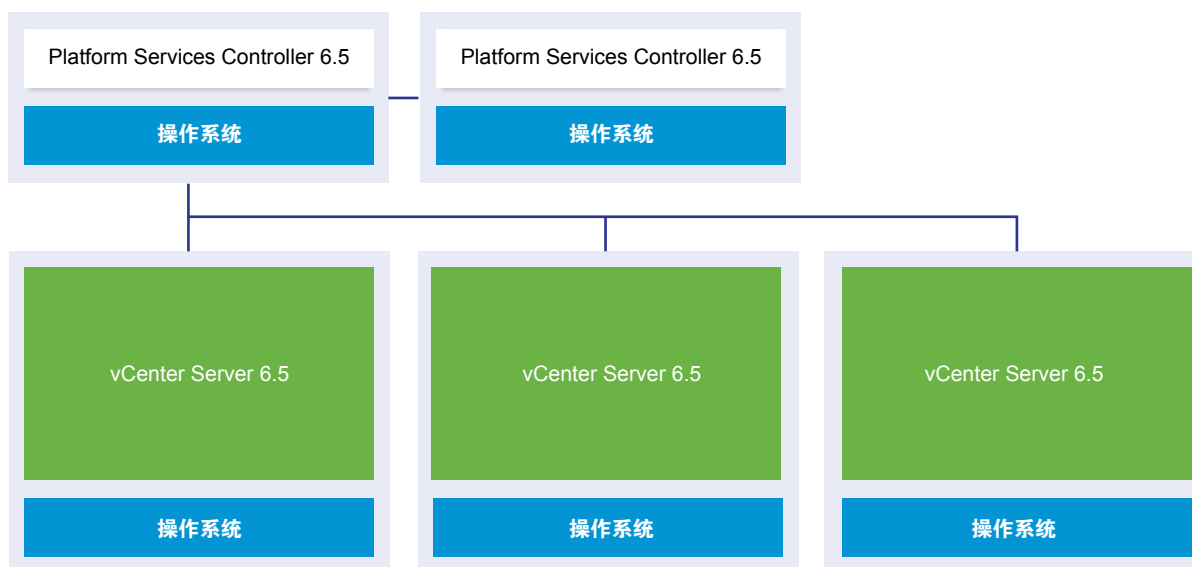 Platform Services Controller 6.5
Platform Services Controller 6.5
操作系统
操作系统
vCenter Server 6.5
vCenter Server 6.5
vCenter Server 6.5
操作系统
操作系统
操作系统